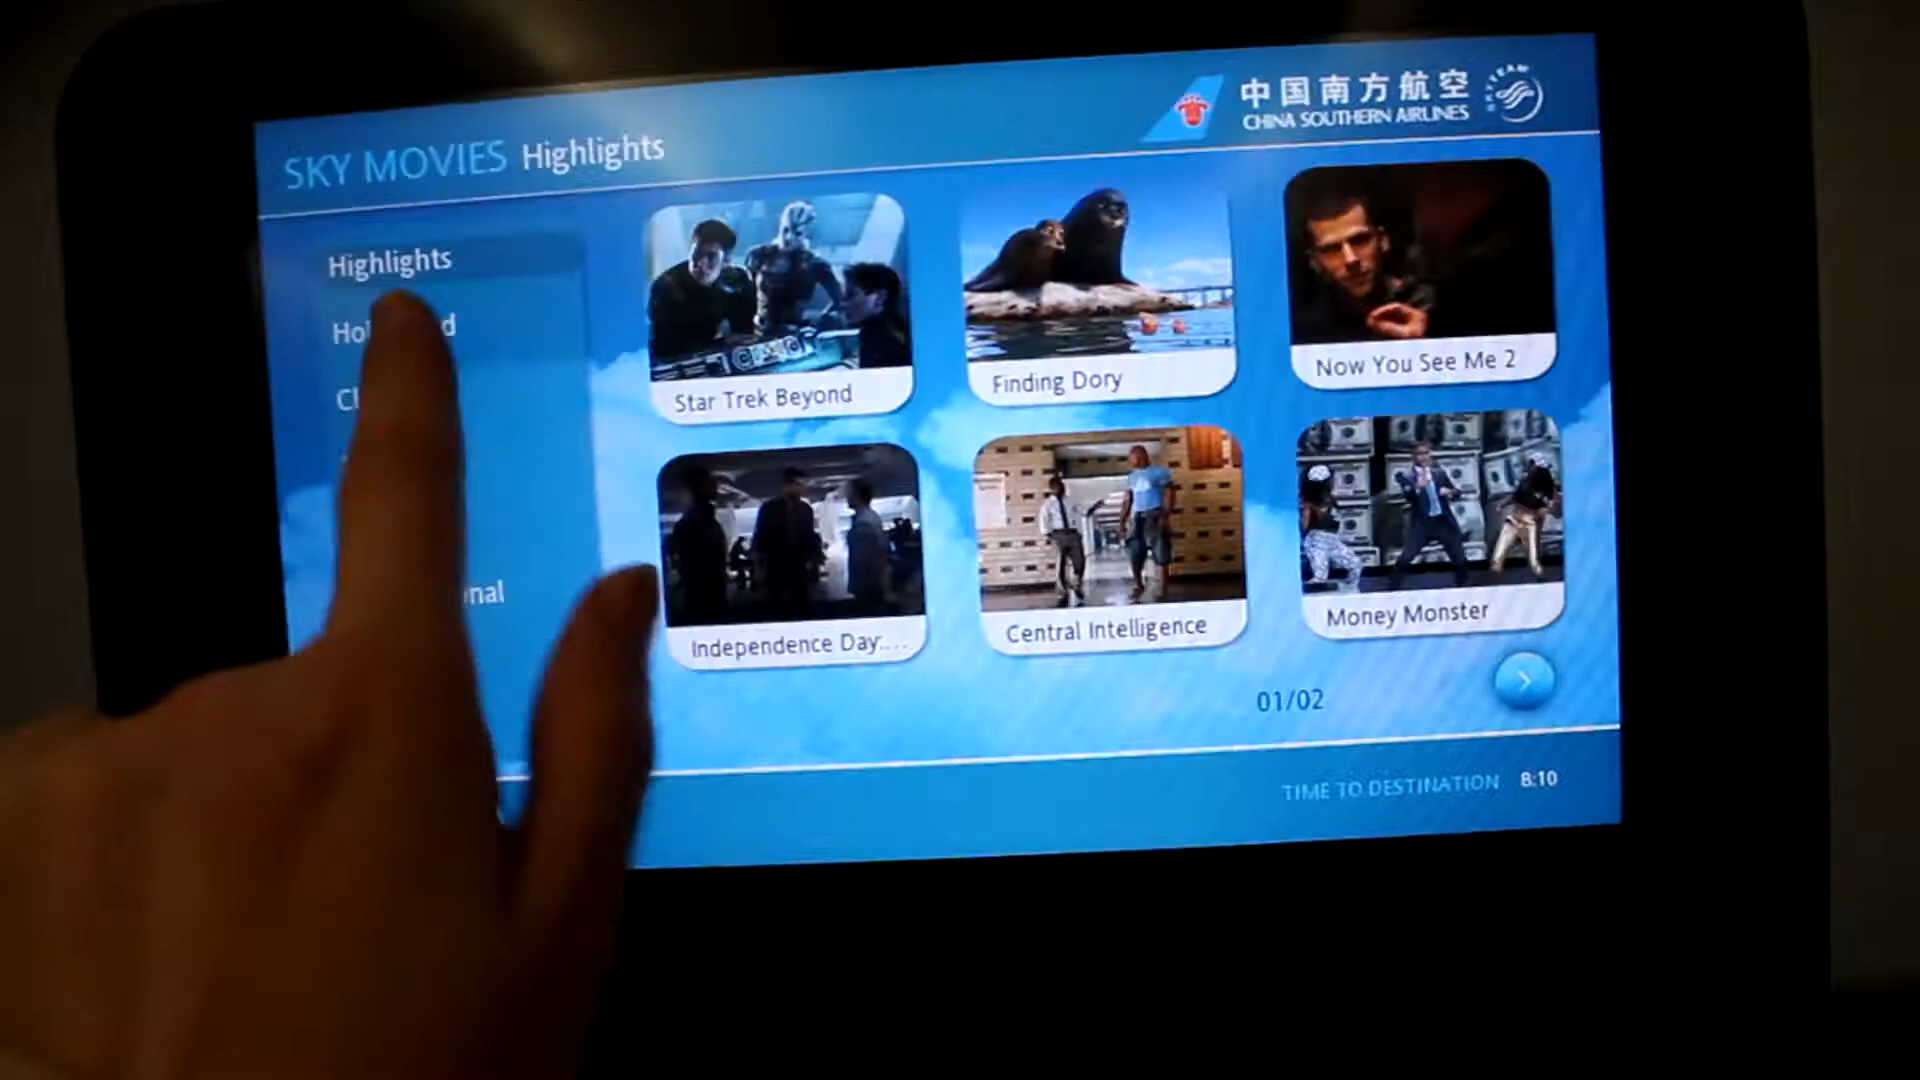 中国南方航空
CHINA SOUTHERN AIRLINES
SKYTEAM
SKY MOVIES Highlights
Highlights
Star Trek Beyond
Finding Dory
Now You See Me 2
Independence Day:...
Central Intelligence
Money Monster
01/02
TIME TO DESTINATION 8:10